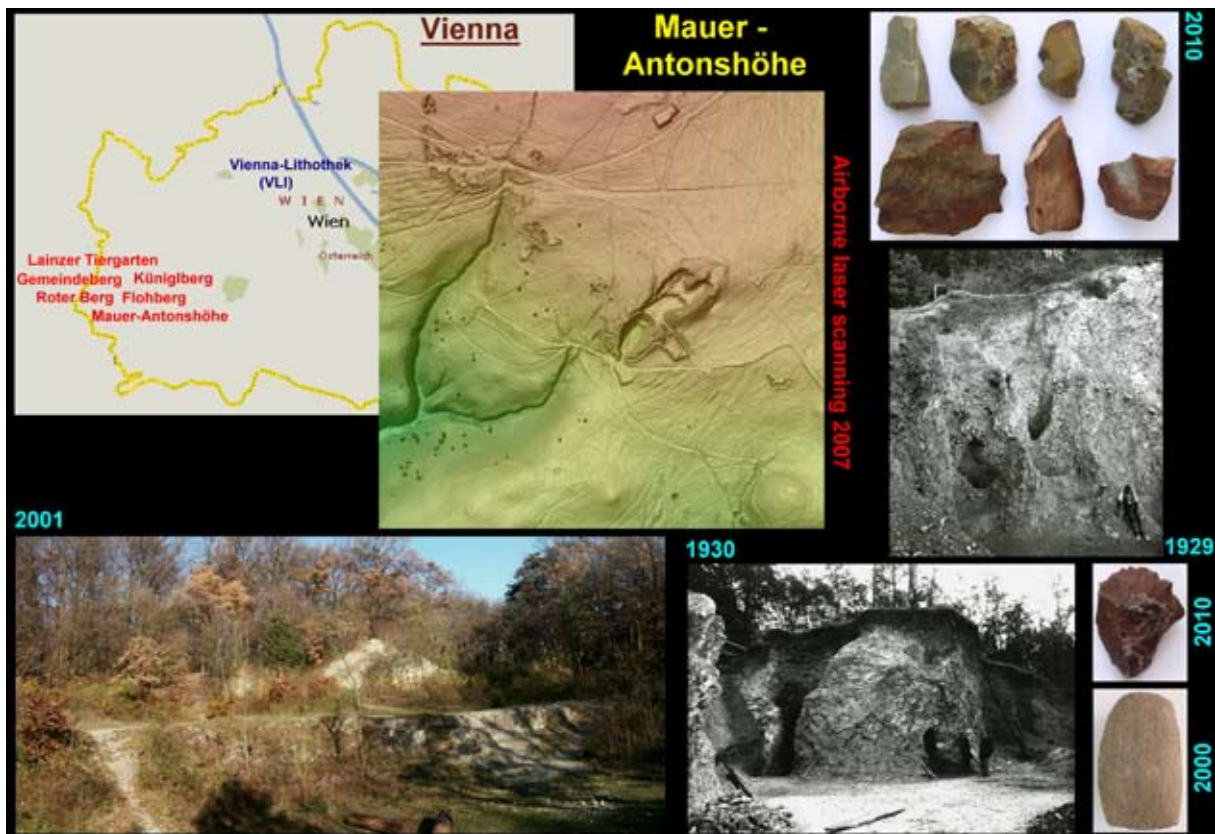 Vienna
Mauer -
Antonshöhe
2010
Vienna-Lithothek
(VLI)
W I E N
Wien
Österreich
Lainzer Tiergarten
Gemeindeberg Küniglberg
Roter Berg Flohberg
Mauer-Antonshöhe
Airborne laser scanning 2007
2001
1930
1929
2010
2000